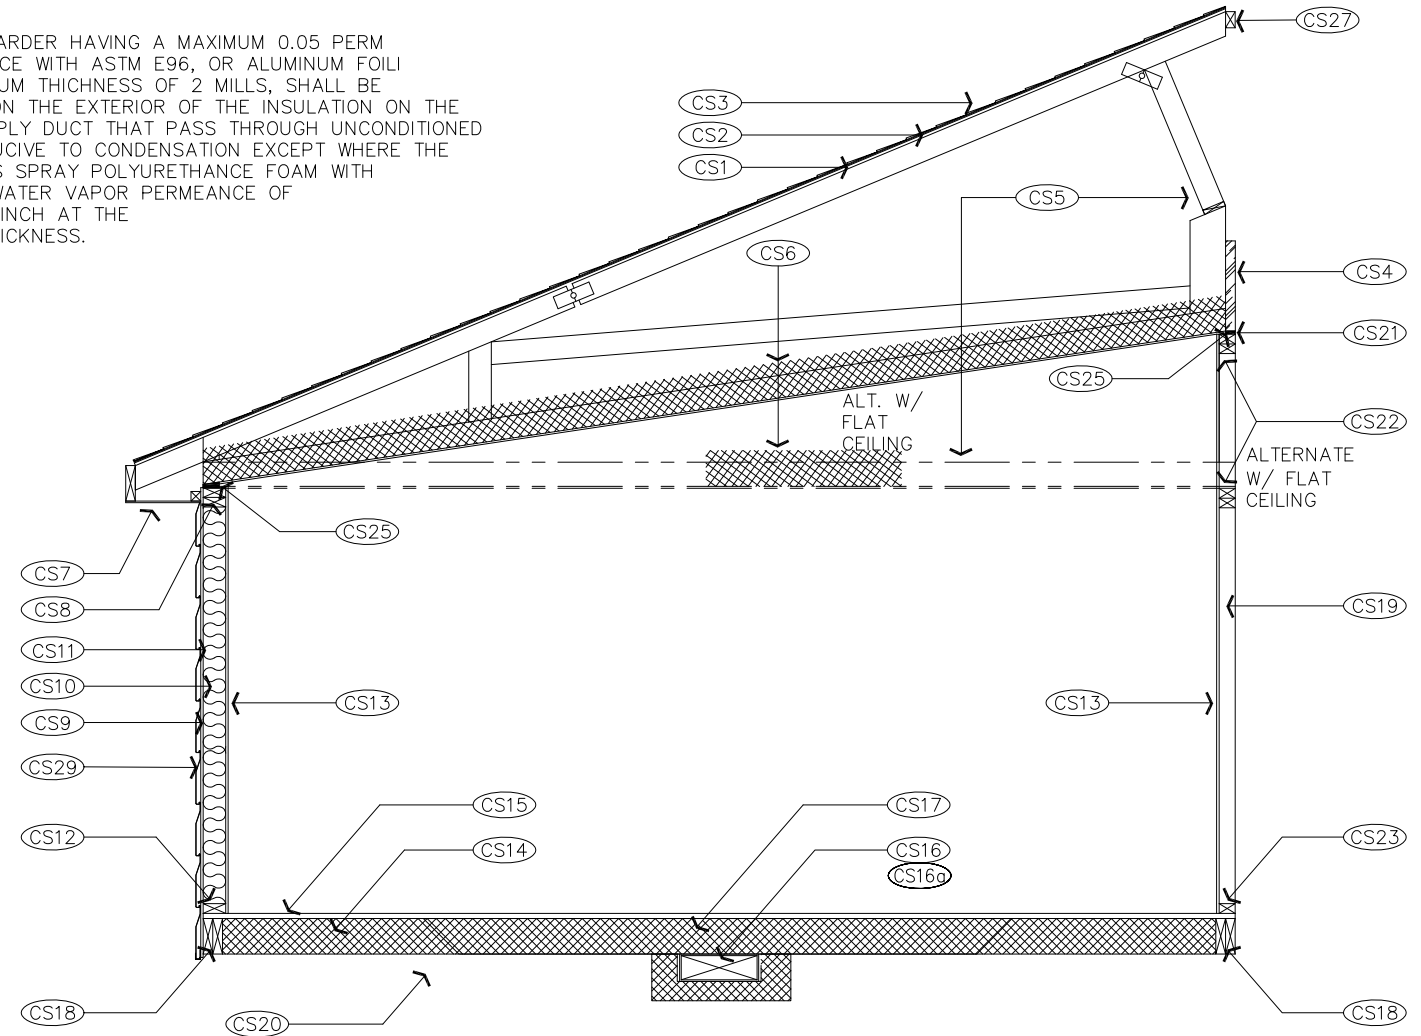 ARDER HAVING A MAXIMUM 0.05 PERM
CE WITH ASTM E96, OR ALUMINUM FOILI
UM THICHNESS OF 2 MILLS, SHALL BE
ON THE EXTERIOR OF THE INSULATION ON THE
PLY DUCT THAT PASS THROUGH UNCONDITIONED
UCIVE TO CONDENSATION EXCEPT WHERE THE
S SPRAY POLYURETHANCE FOAM WITH
WATER VAPOR PERMEANCE OF
INCH AT THE
ICKNESS.
CS27
CS3
CS2
CS1
CS5
CS6
CS4
CS21
CS25
ALT. W/
FLAT
CEILING
CS22
ALTERNATE
W/ FLAT
CEILING
CS25
CS7
CS8
CS19
CS11
CS10
CS13
CS13
CS9
CS29
CS15
CS17
CS12
CS14
CS16
CS23
CS16a
CS18
CS20
CS18